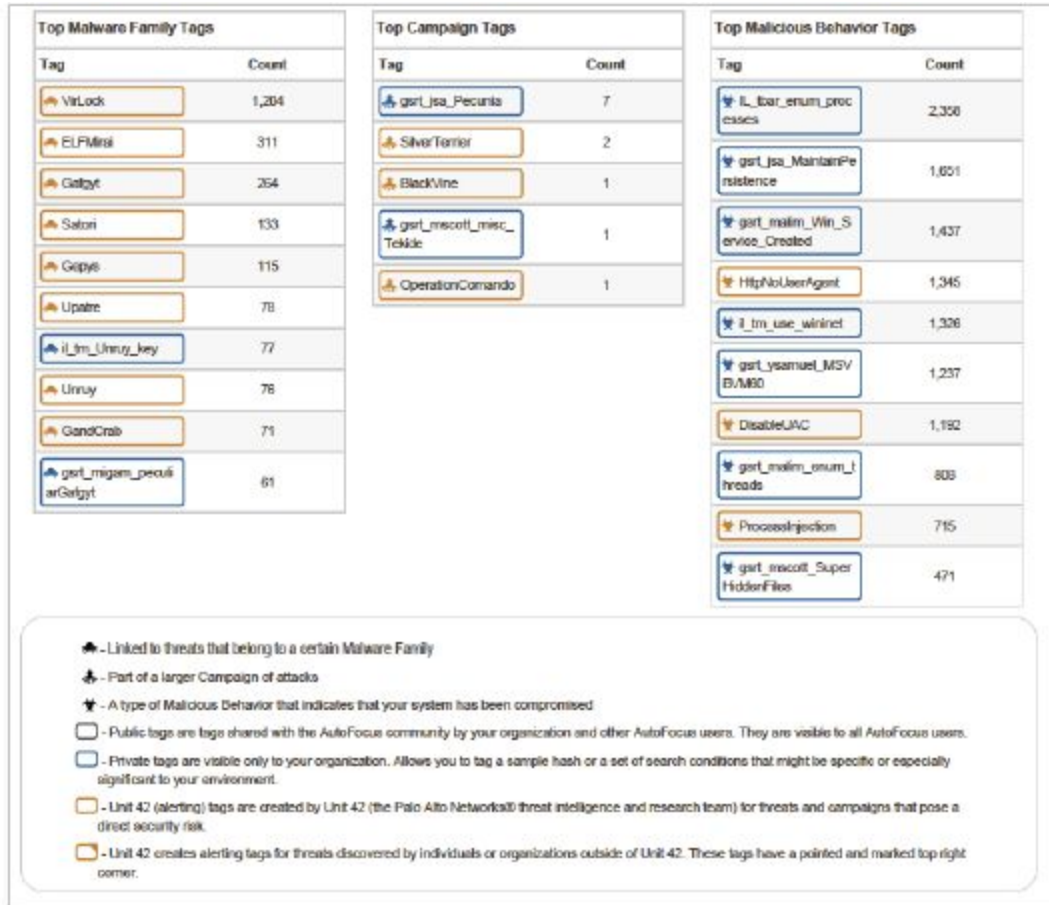 Top Malware Family Tags
Tag Count
VirLock 1,204
ELFMirai 311
Gafgyt 264
Satori 133
Gepys 115
Upatre 78
il_tm_Unruy_key 77
Unruy 76
GandCrab 71
gsrt_migam_peculi
arGafgyt 61
Top Campaign Tags
Tag Count
gsrt_jsa_Pecunia 7
SilverTerrier 2
BlackVine 1
gsrt_mscott_misc_
Tekide 1
OperationComando 1
Top Malicious Behavior Tags
Tag Count
IL_tbar_enum_proc
esses
gsrt_jsa_MaintainPe
rsistence 1,651
gsrt_malim_Win_S
ervice_Created 1,437
HttpNoUserAgent 1,345
il_tm_use_wininet 1,326
gsrt_ysamuel_MSV
BVM60 1,237
DisableUAC 1,192
gsrt_malim_enum_t
hreads
ProcessInjection 715
gsrt_mscott_Super
HiddenFiles 471
- Linked to threats that belong to a certain Malware Family
- Part of a larger Campaign of attacks
- A type of Malicious Behavior that indicates that your system has been compromised
- Public tags are tags shared with the AutoFocus community by your organization and other AutoFocus users. They are visible to all AutoFocus users.
- Private tags are visible only to your organization. Allows you to tag a sample hash or a set of search conditions that might be specific or especially
significant to your environment.
- Unit 42 (alerting) tags are created by Unit 42 (the Palo Alto Networks® threat intelligence and research team) for threats and campaigns that pose a
direct security risk.
- Unit 42 creates alerting tags for threats discovered by individuals or organizations outside of Unit 42. These tags have a pointed and marked top right
corner.